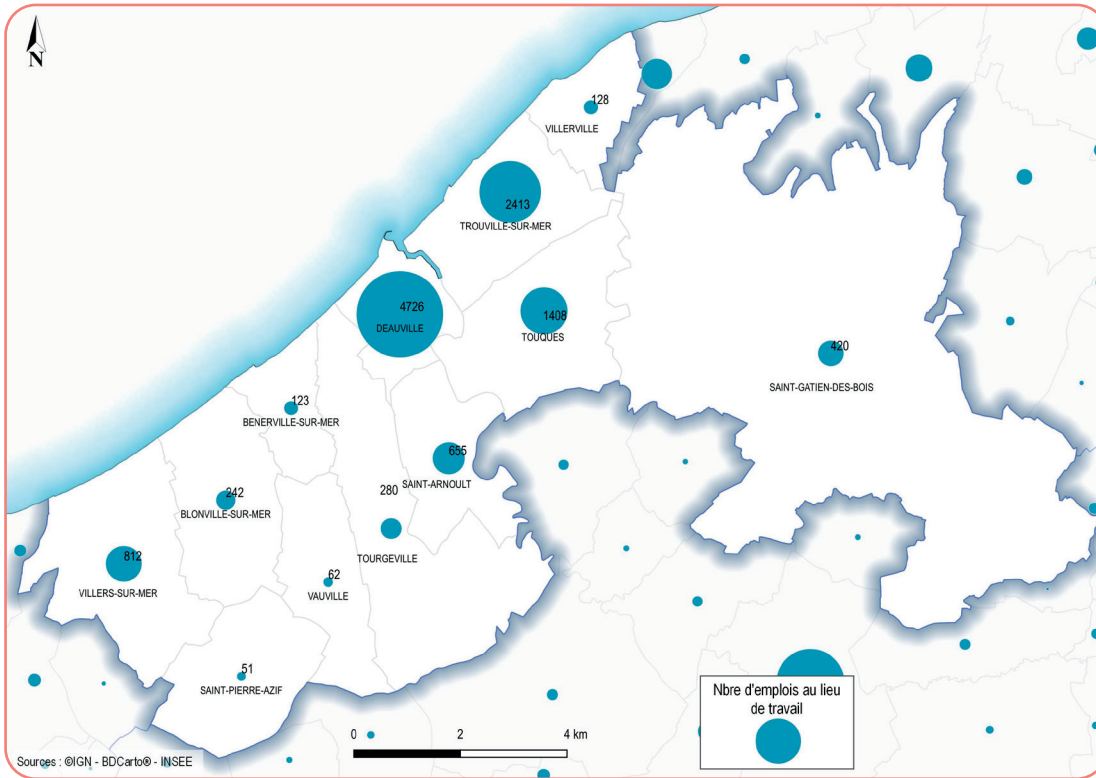 N
128
VILLERVILLE
2413
TROUVILLE-SUR-MER
4726
DEAUVILLE
1408
TOUQUES
420
SAINT-GATIEN-DES-BOIS
123
BENERVILLE-SUR-MER
655
SAINT-ARNOULT
280
TOURGEVILLE
242
BLONVILLE-SUR-MER
812
VILLERS-SUR-MER
62
VAUVILLE
51
SAINT-PIERRE-AZIF
Nbre d'emplois au lieu
de travail
0 2 4 km
Sources : ©IGN - BDCarto® - INSEE